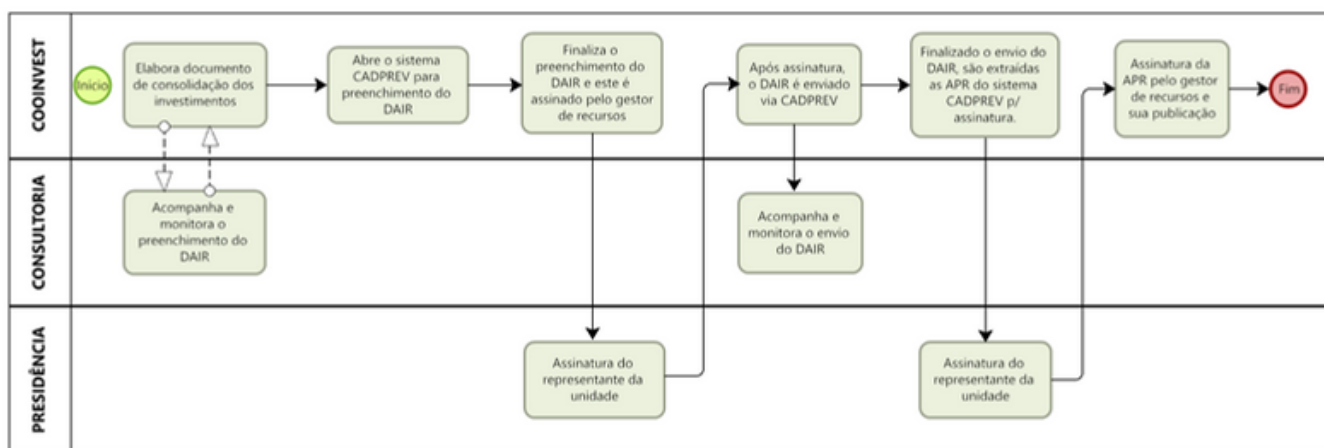 COOINVEST
Início
Elabora documento
de consolidação dos
investimentos
Abre o sistema
CADPREV para
preenchimento do
DAIR
Finaliza o
preenchimento do
DAIR e este é
assinado pelo gestor
de recursos
Após assinatura,
o DAIR é enviado
via CADPREV
Finalizado o envio do
DAIR, são extraídas
as APR do sistema
CADPREV p/
assinatura.
Assinatura da
APR pelo gestor
de recursos e
sua publicação
Fim
CONSULTORIA
Acompanha e
monitora o
preenchimento do
DAIR
Acompanha e
monitora o envio
do DAIR
PRESIDÊNCIA
Assinatura do
representante da
unidade
Assinatura do
representante da
unidade